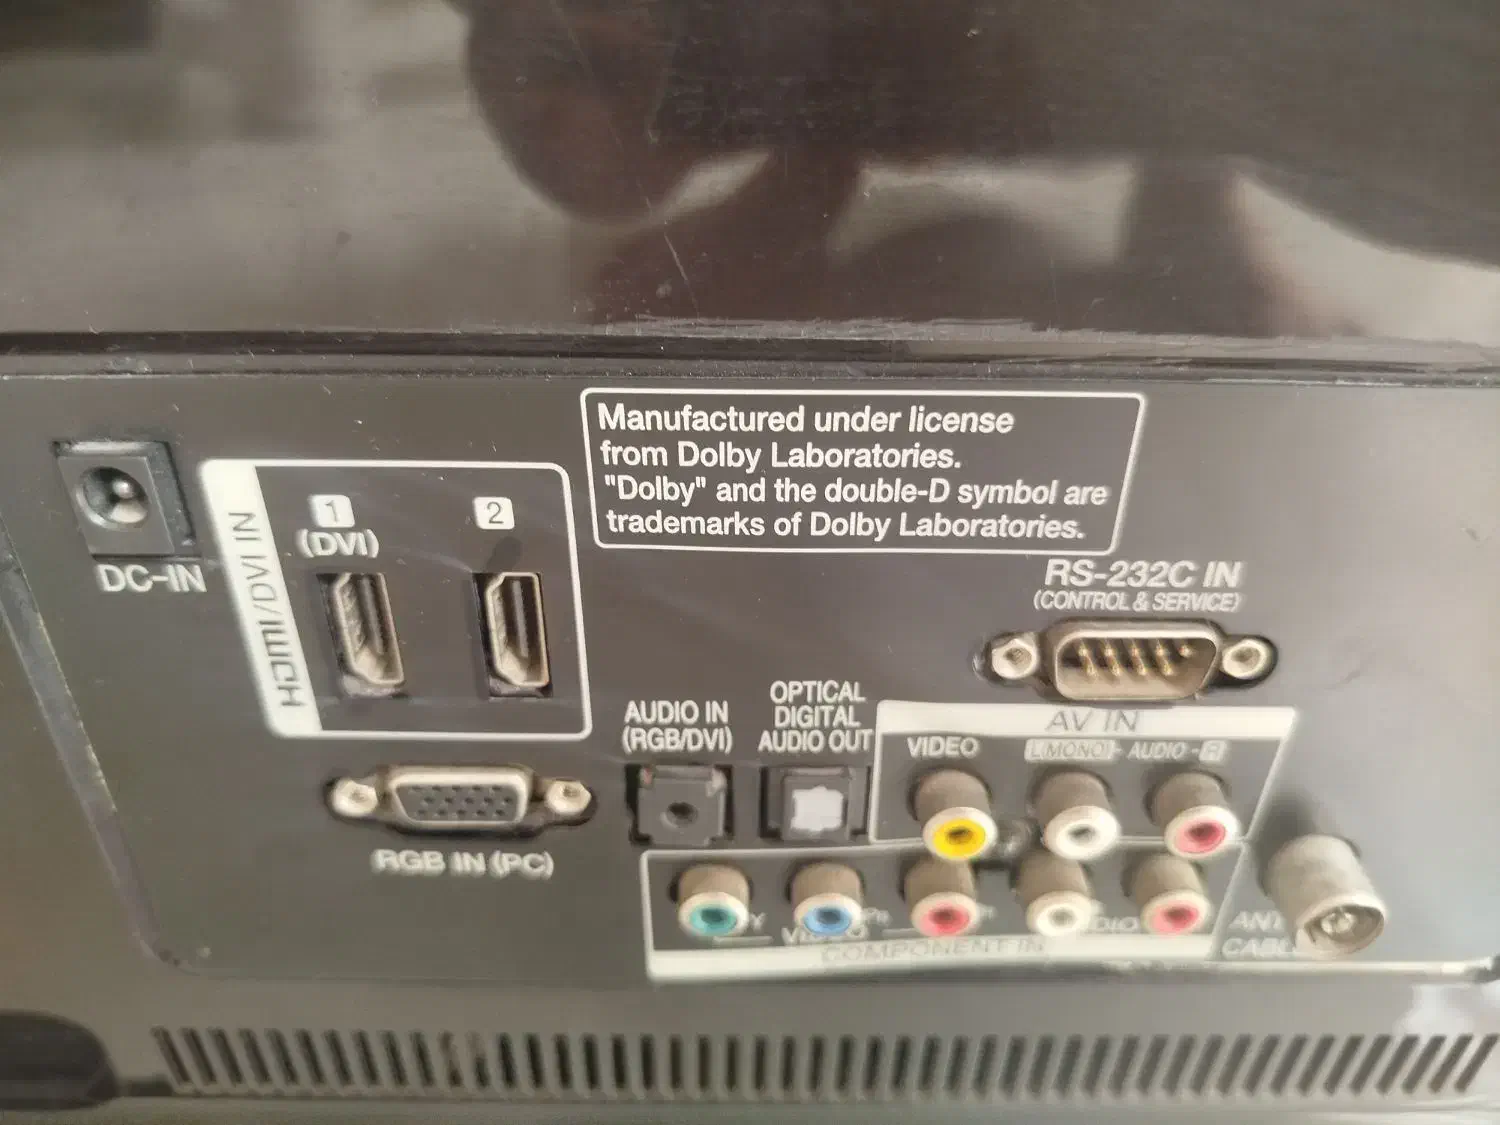 Manufactured under license
from Dolby Laboratories.
"Dolby" and the double-D symbol are
trademarks of Dolby Laboratories.
DC-IN
HDMI/DVI IN
1
(DVI)
2
RS-232C IN
(CONTROL & SERVICE)
AUDIO IN
(RGB/DVI)
OPTICAL
DIGITAL
AUDIO OUT
AV IN
VIDEO
L(MONO)- AUDIO -R
RGB IN (PC)
Y
VIDEO
COMPONENT IN
ANT